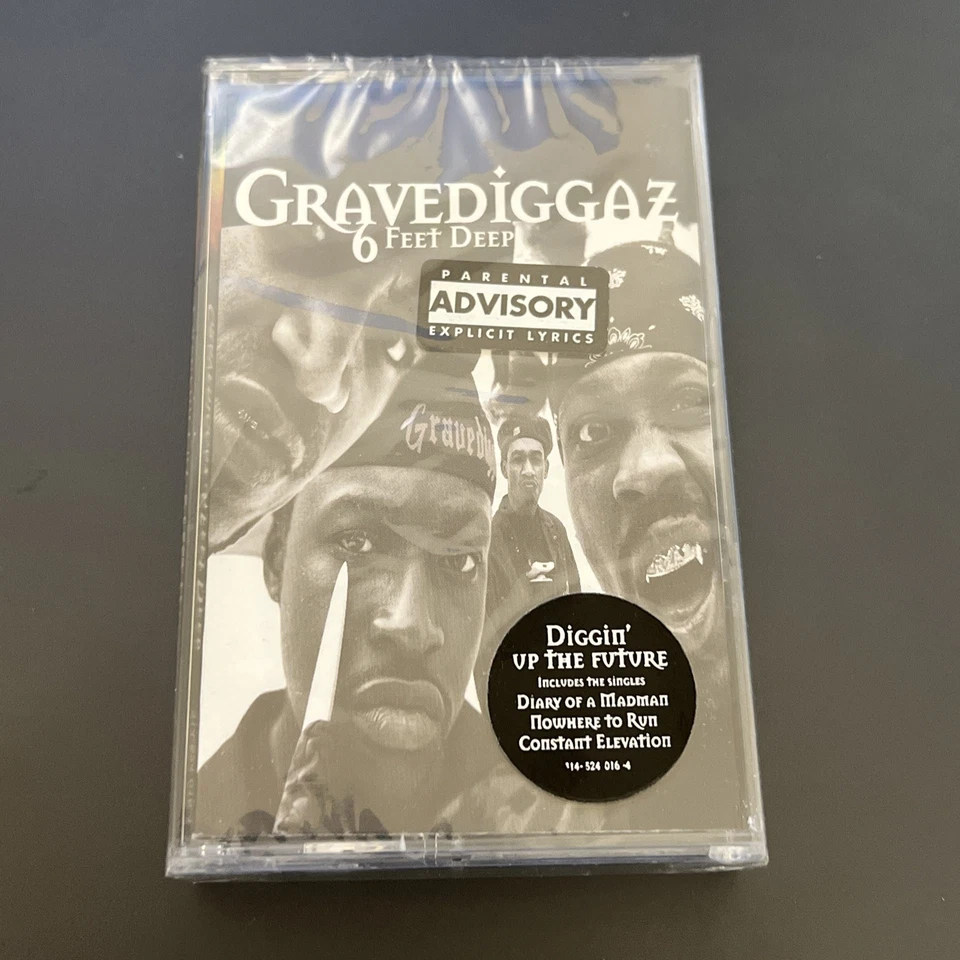 GRAVEDIGGAZ
6 FEET DEEP
PARENTAL
ADVISORY
EXPLICIT LYRICS
DIGGIN'
UP THE FUTURE
INCLUDES THE SINGLES
DIARY OF A MADMAN
NOWHERE TO RUN
CONSTANT ELEVATION
314-524 016-4